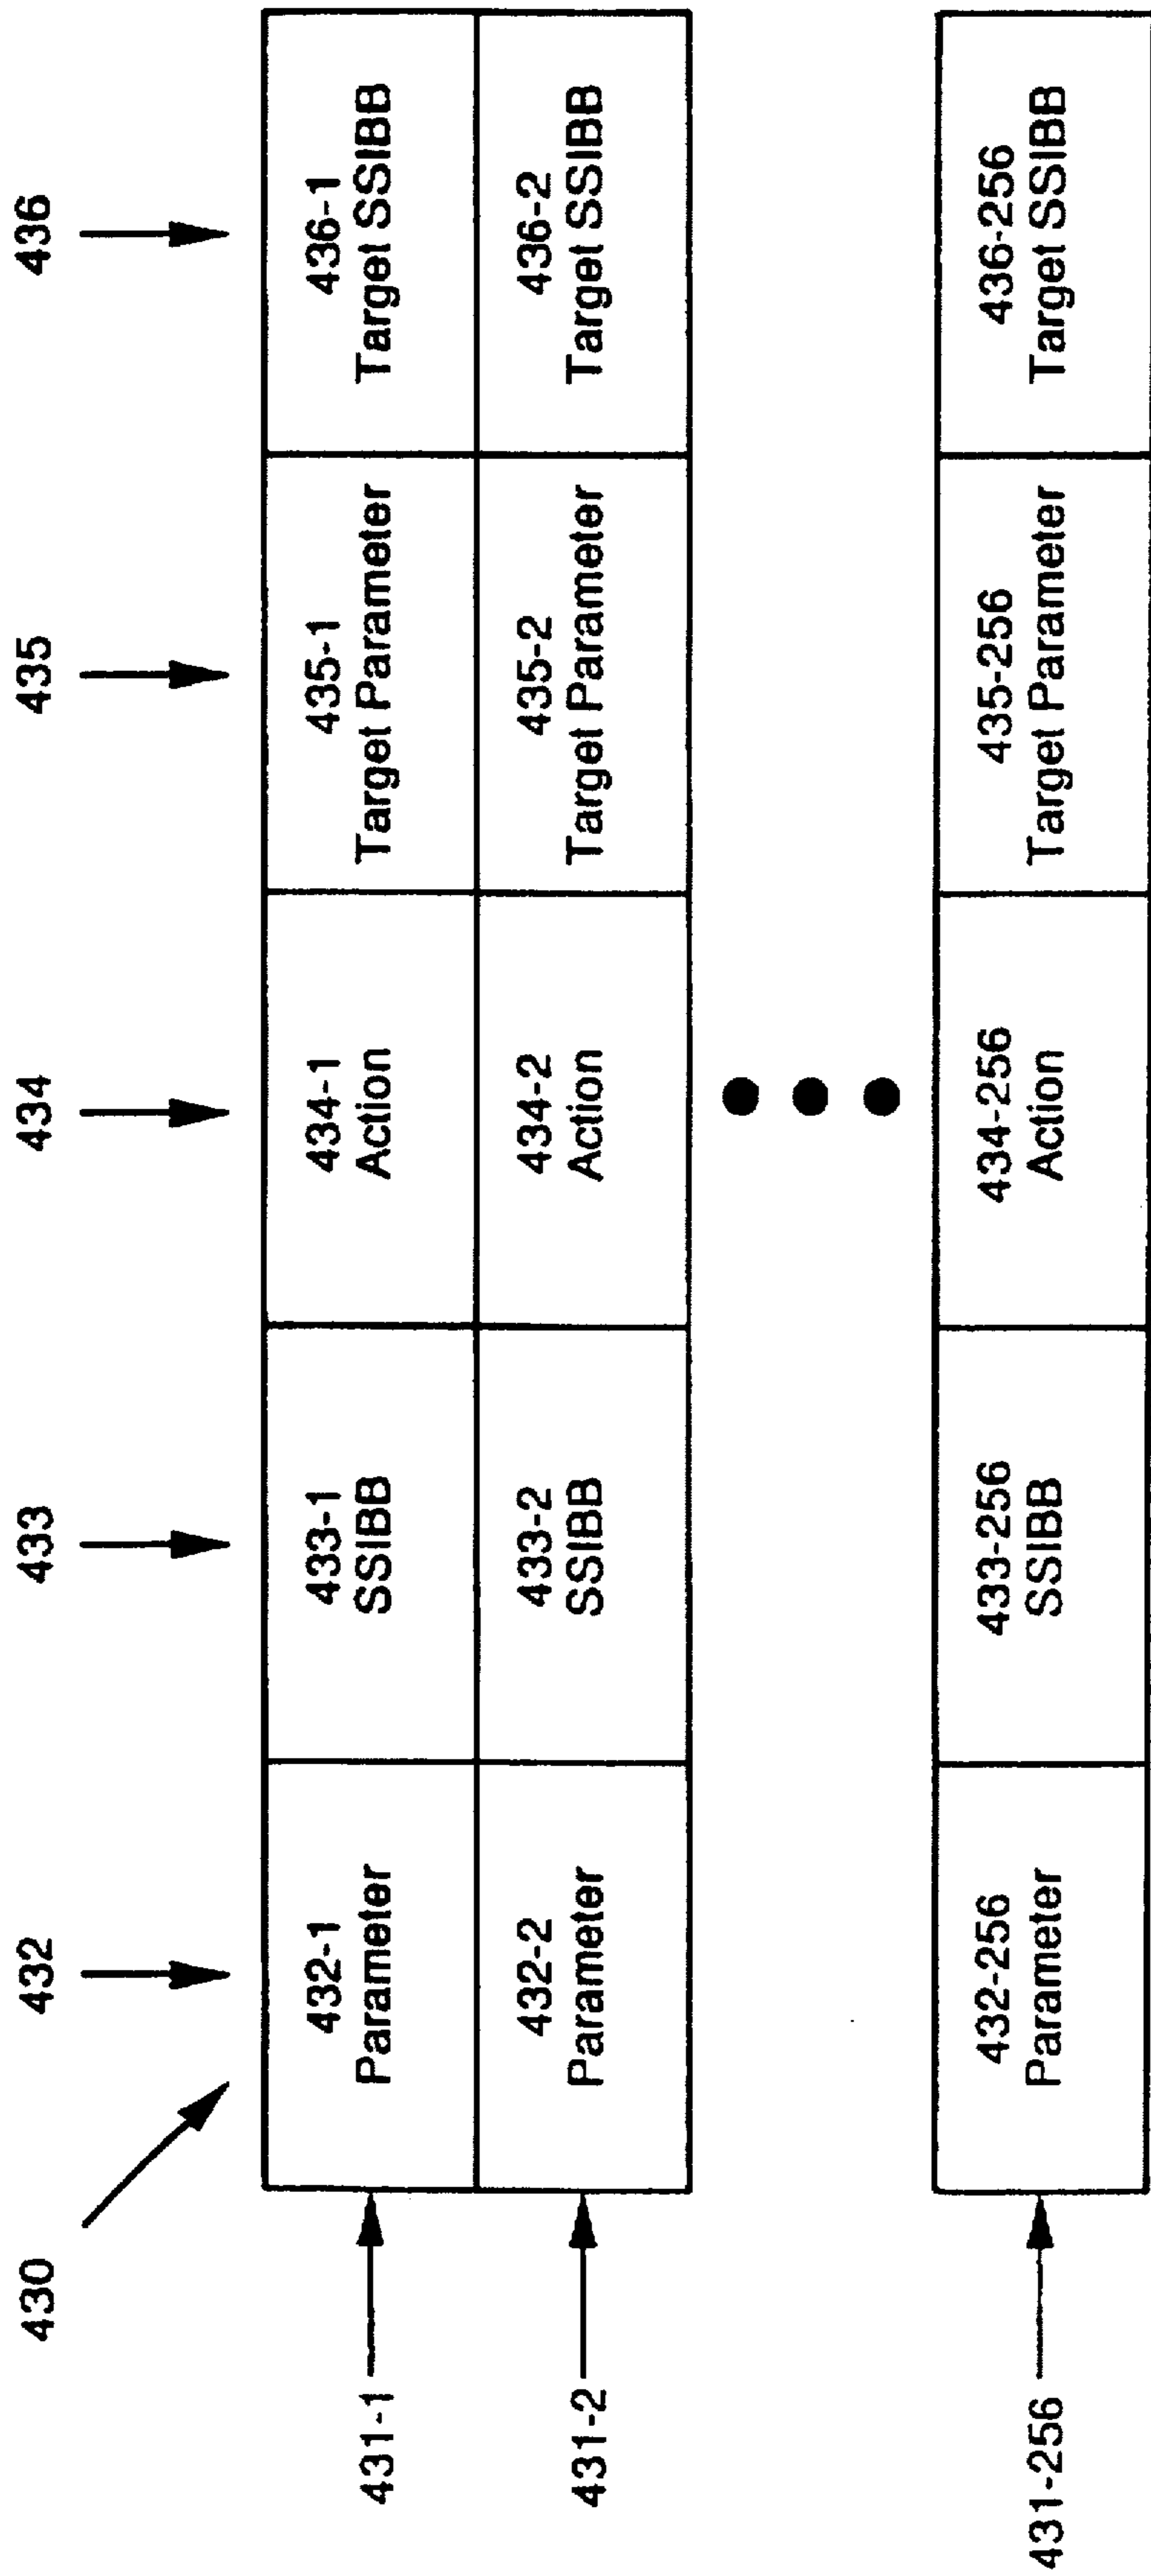 430
432
433
434
435
436
431-1
432-1
Parameter
433-1
SSIBB
434-1
Action
435-1
Target Parameter
436-1
Target SSIBB
431-2
432-2
Parameter
433-2
SSIBB
434-2
Action
435-2
Target Parameter
436-2
Target SSIBB
431-256
432-256
Parameter
433-256
SSIBB
434-256
Action
435-256
Target Parameter
436-256
Target SSIBB